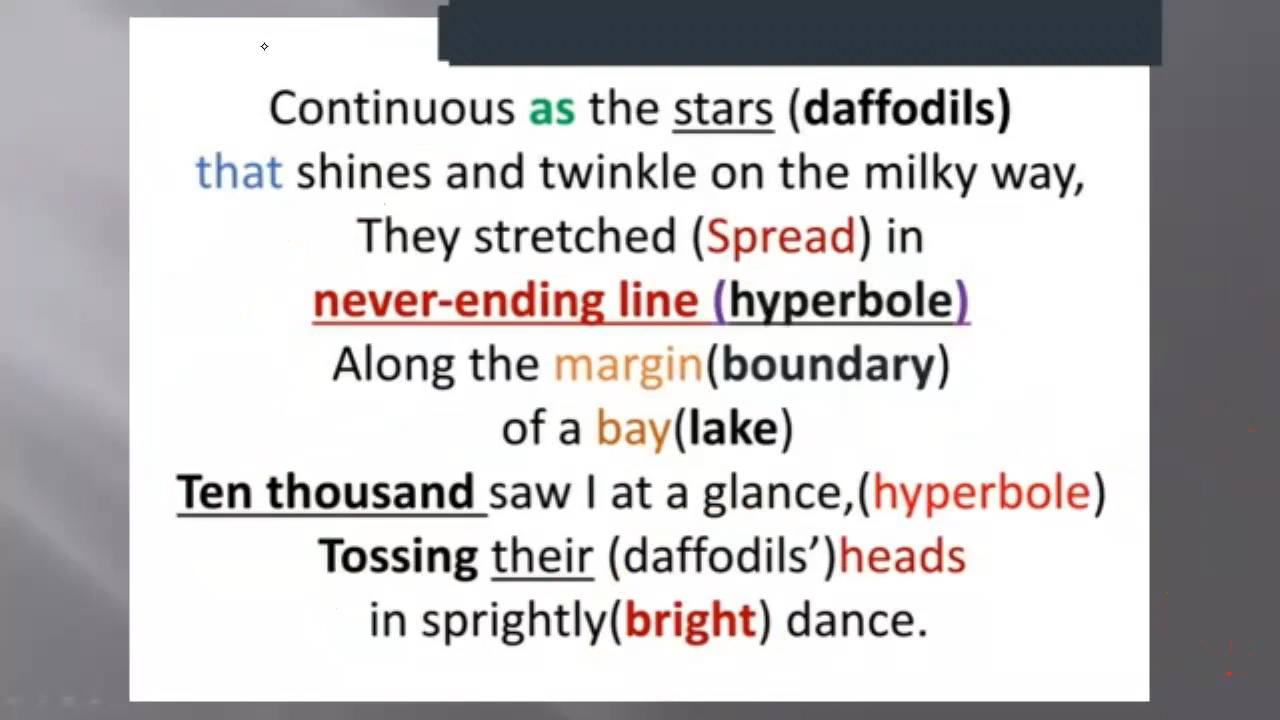 Continuous as the stars (daffodils)
that shines and twinkle on the milky way,
They stretched (Spread) in
never-ending line (hyperbole)
Along the margin(boundary)
of a bay(lake)
Ten thousand saw I at a glance,(hyperbole)
Tossing their (daffodils’)heads
in sprightly(bright) dance.